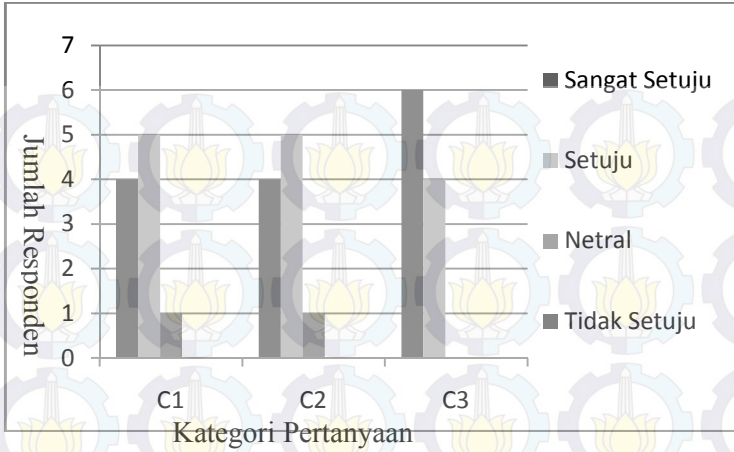 7
6
5
4
3
2
1
0
Jumlah Responden
C1
C2
C3
Kategori Pertanyaan
Sangat Setuju
Setuju
Netral
Tidak Setuju